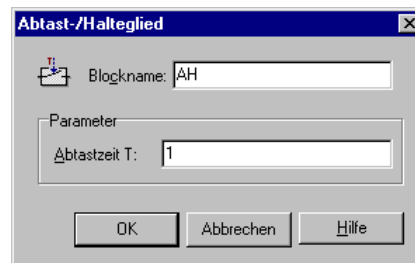 Abtast-/Halteglied
T:
Blockname: AH
Parameter
Abtastzeit T: 1
OK Abbrechen Hilfe